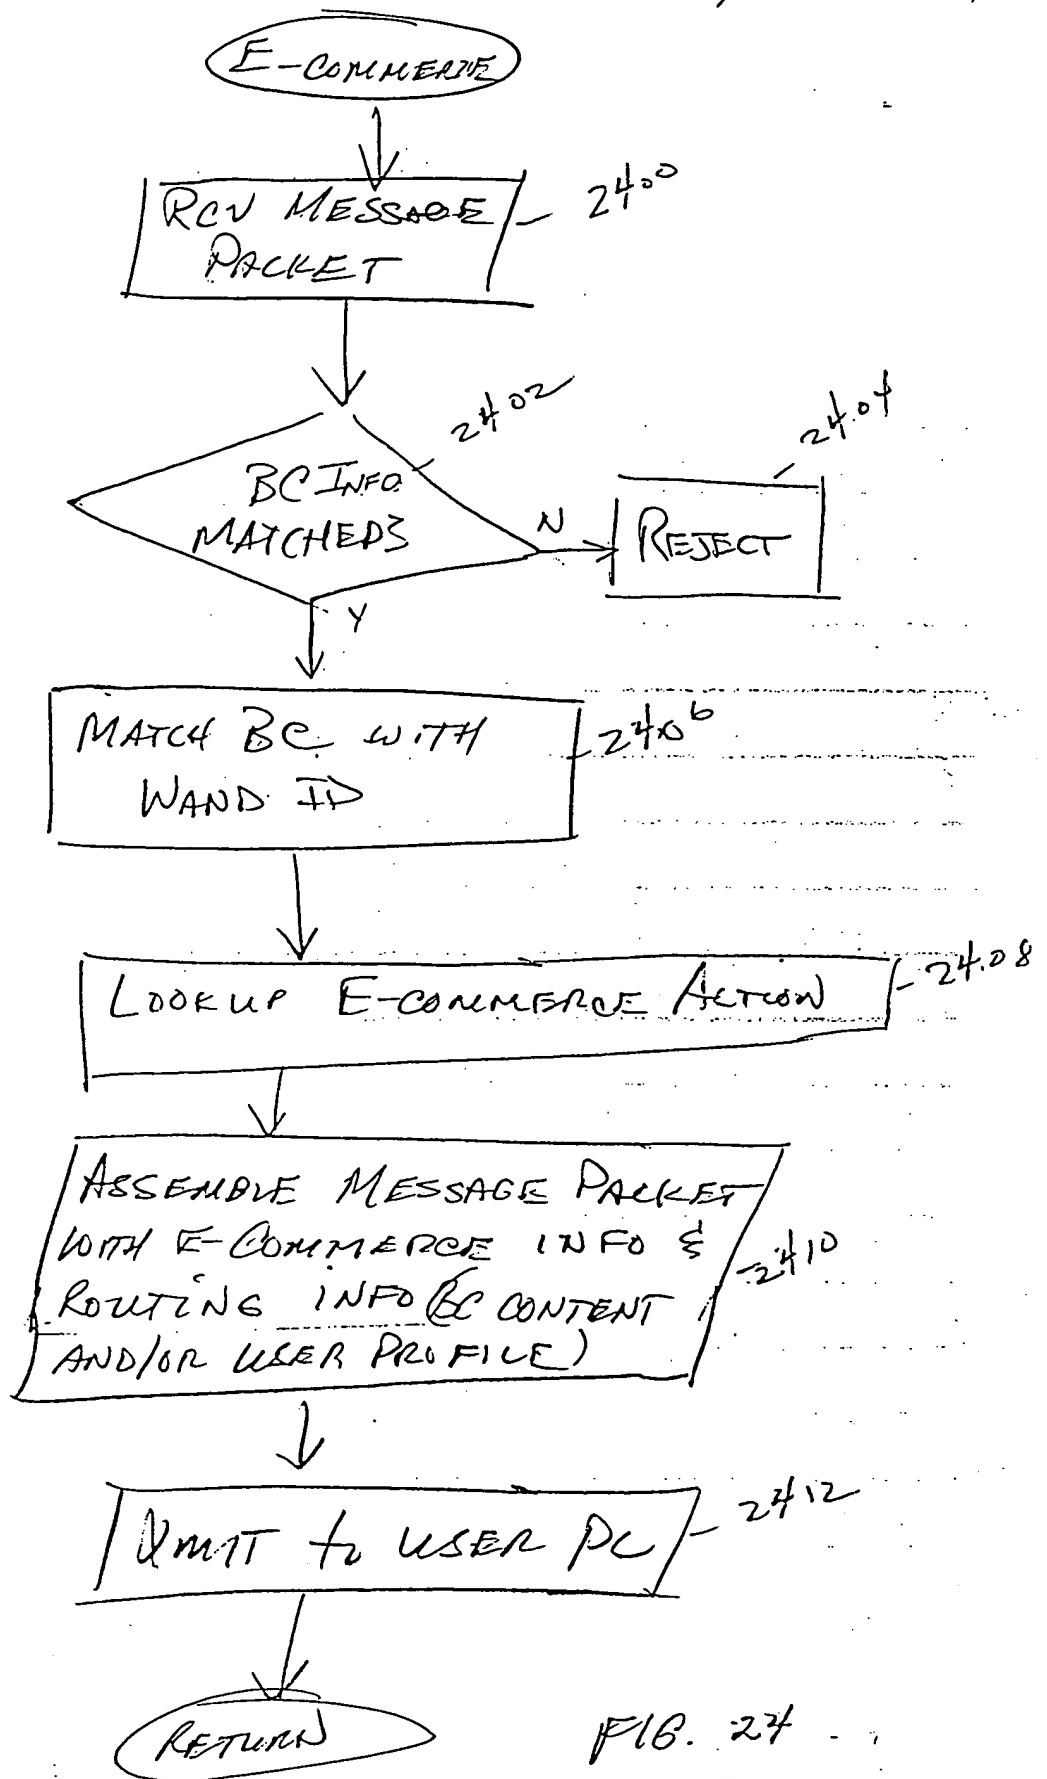 E-COMMERCE
RCV MESSAGE
PACKET
2400
BC INFO
MATCHED?
2402
N
REJECT
2404
Y
MATCH BC WITH
WAND ID
2406
LOOKUP E-COMMERCE ACTION
2408
ASSEMBLE MESSAGE PACKET
WITH E-COMMERCE INFO &
ROUTING INFO (BC CONTENT
AND/OR USER PROFILE)
2410
XMIT to USER PC
2412
RETURN
FIG. 24